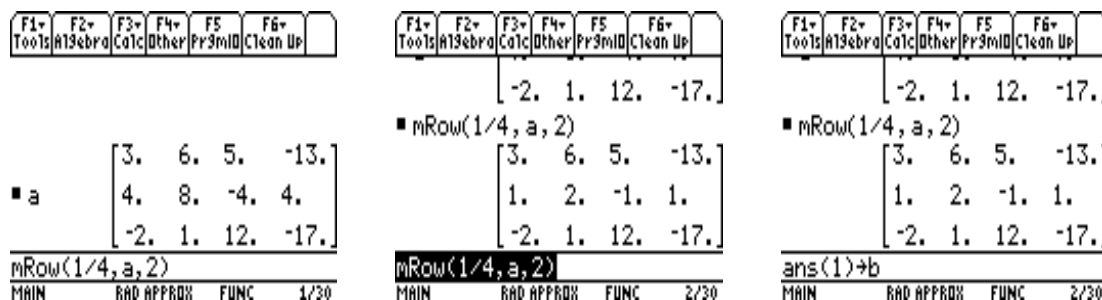 F1▾ F2▾ F3▾ F4▾ F5 F6▾
Tools Algebra Calc Other PrgmIO Clean Up
▪ a
[3. 6. 5. -13.]
[4. 8. -4. 4.]
[-2. 1. 12. -17.]
mRow(1/4,a,2)
MAIN RAD APPROX FUNC 1/30
F1▾ F2▾ F3▾ F4▾ F5 F6▾
Tools Algebra Calc Other PrgmIO Clean Up
[-2. 1. 12. -17.]
▪ mRow(1/4, a, 2)
[3. 6. 5. -13.]
[1. 2. -1. 1.]
[-2. 1. 12. -17.]
mRow(1/4,a,2)
MAIN RAD APPROX FUNC 2/30
F1▾ F2▾ F3▾ F4▾ F5 F6▾
Tools Algebra Calc Other PrgmIO Clean Up
[-2. 1. 12. -17.]
▪ mRow(1/4, a, 2)
[3. 6. 5. -13.]
[1. 2. -1. 1.]
[-2. 1. 12. -17.]
ans(1)→b
MAIN RAD APPROX FUNC 2/30